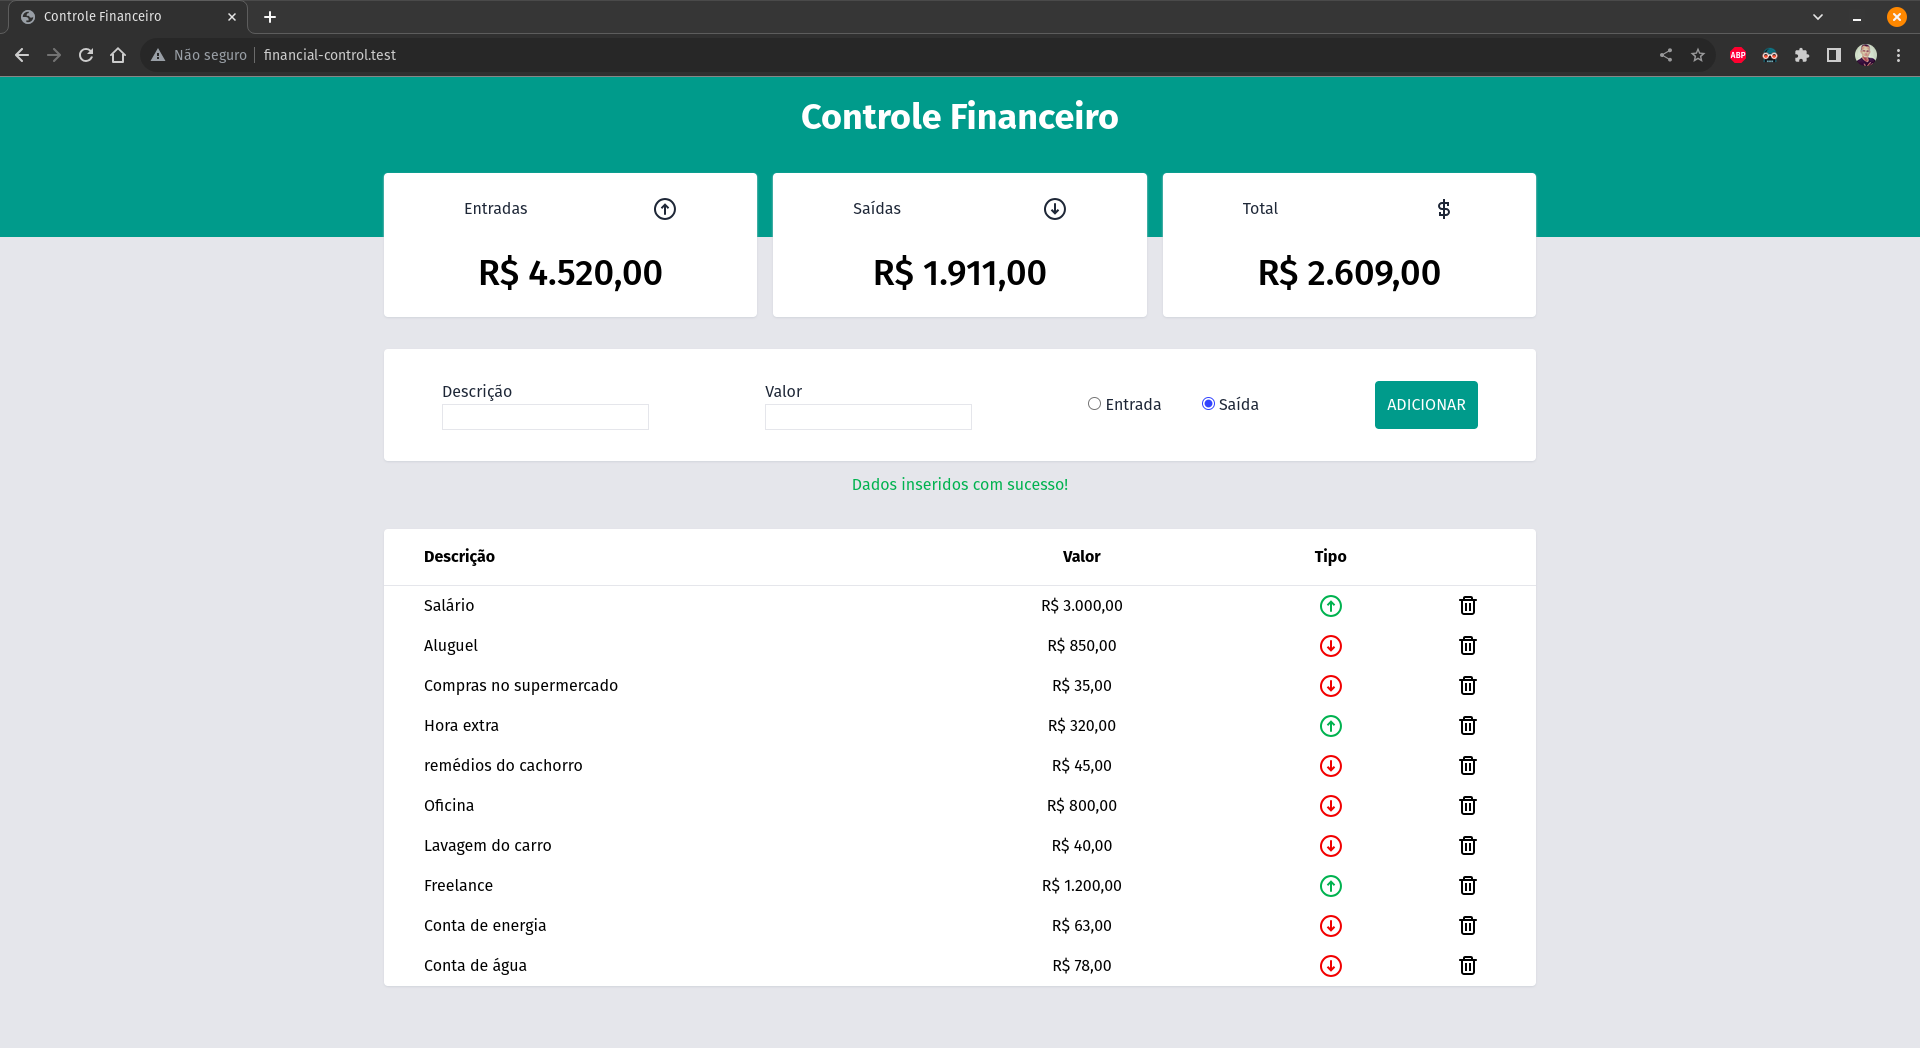 Controle Financeiro
Não seguro financial-control.test
ABP
Controle Financeiro
Entradas Saídas Total $
R$ 4.520,00 R$ 1.911,00 R$ 2.609,00
Descrição Valor
Entrada Saída ADICIONAR
Dados inseridos com sucesso!
Descrição Valor Tipo
Salário R$ 3.000,00
Aluguel R$ 850,00
Compras no supermercado R$ 35,00
Hora extra R$ 320,00
remédios do cachorro R$ 45,00
Oficina R$ 800,00
Lavagem do carro R$ 40,00
Freelance R$ 1.200,00
Conta de energia R$ 63,00
Conta de água R$ 78,00